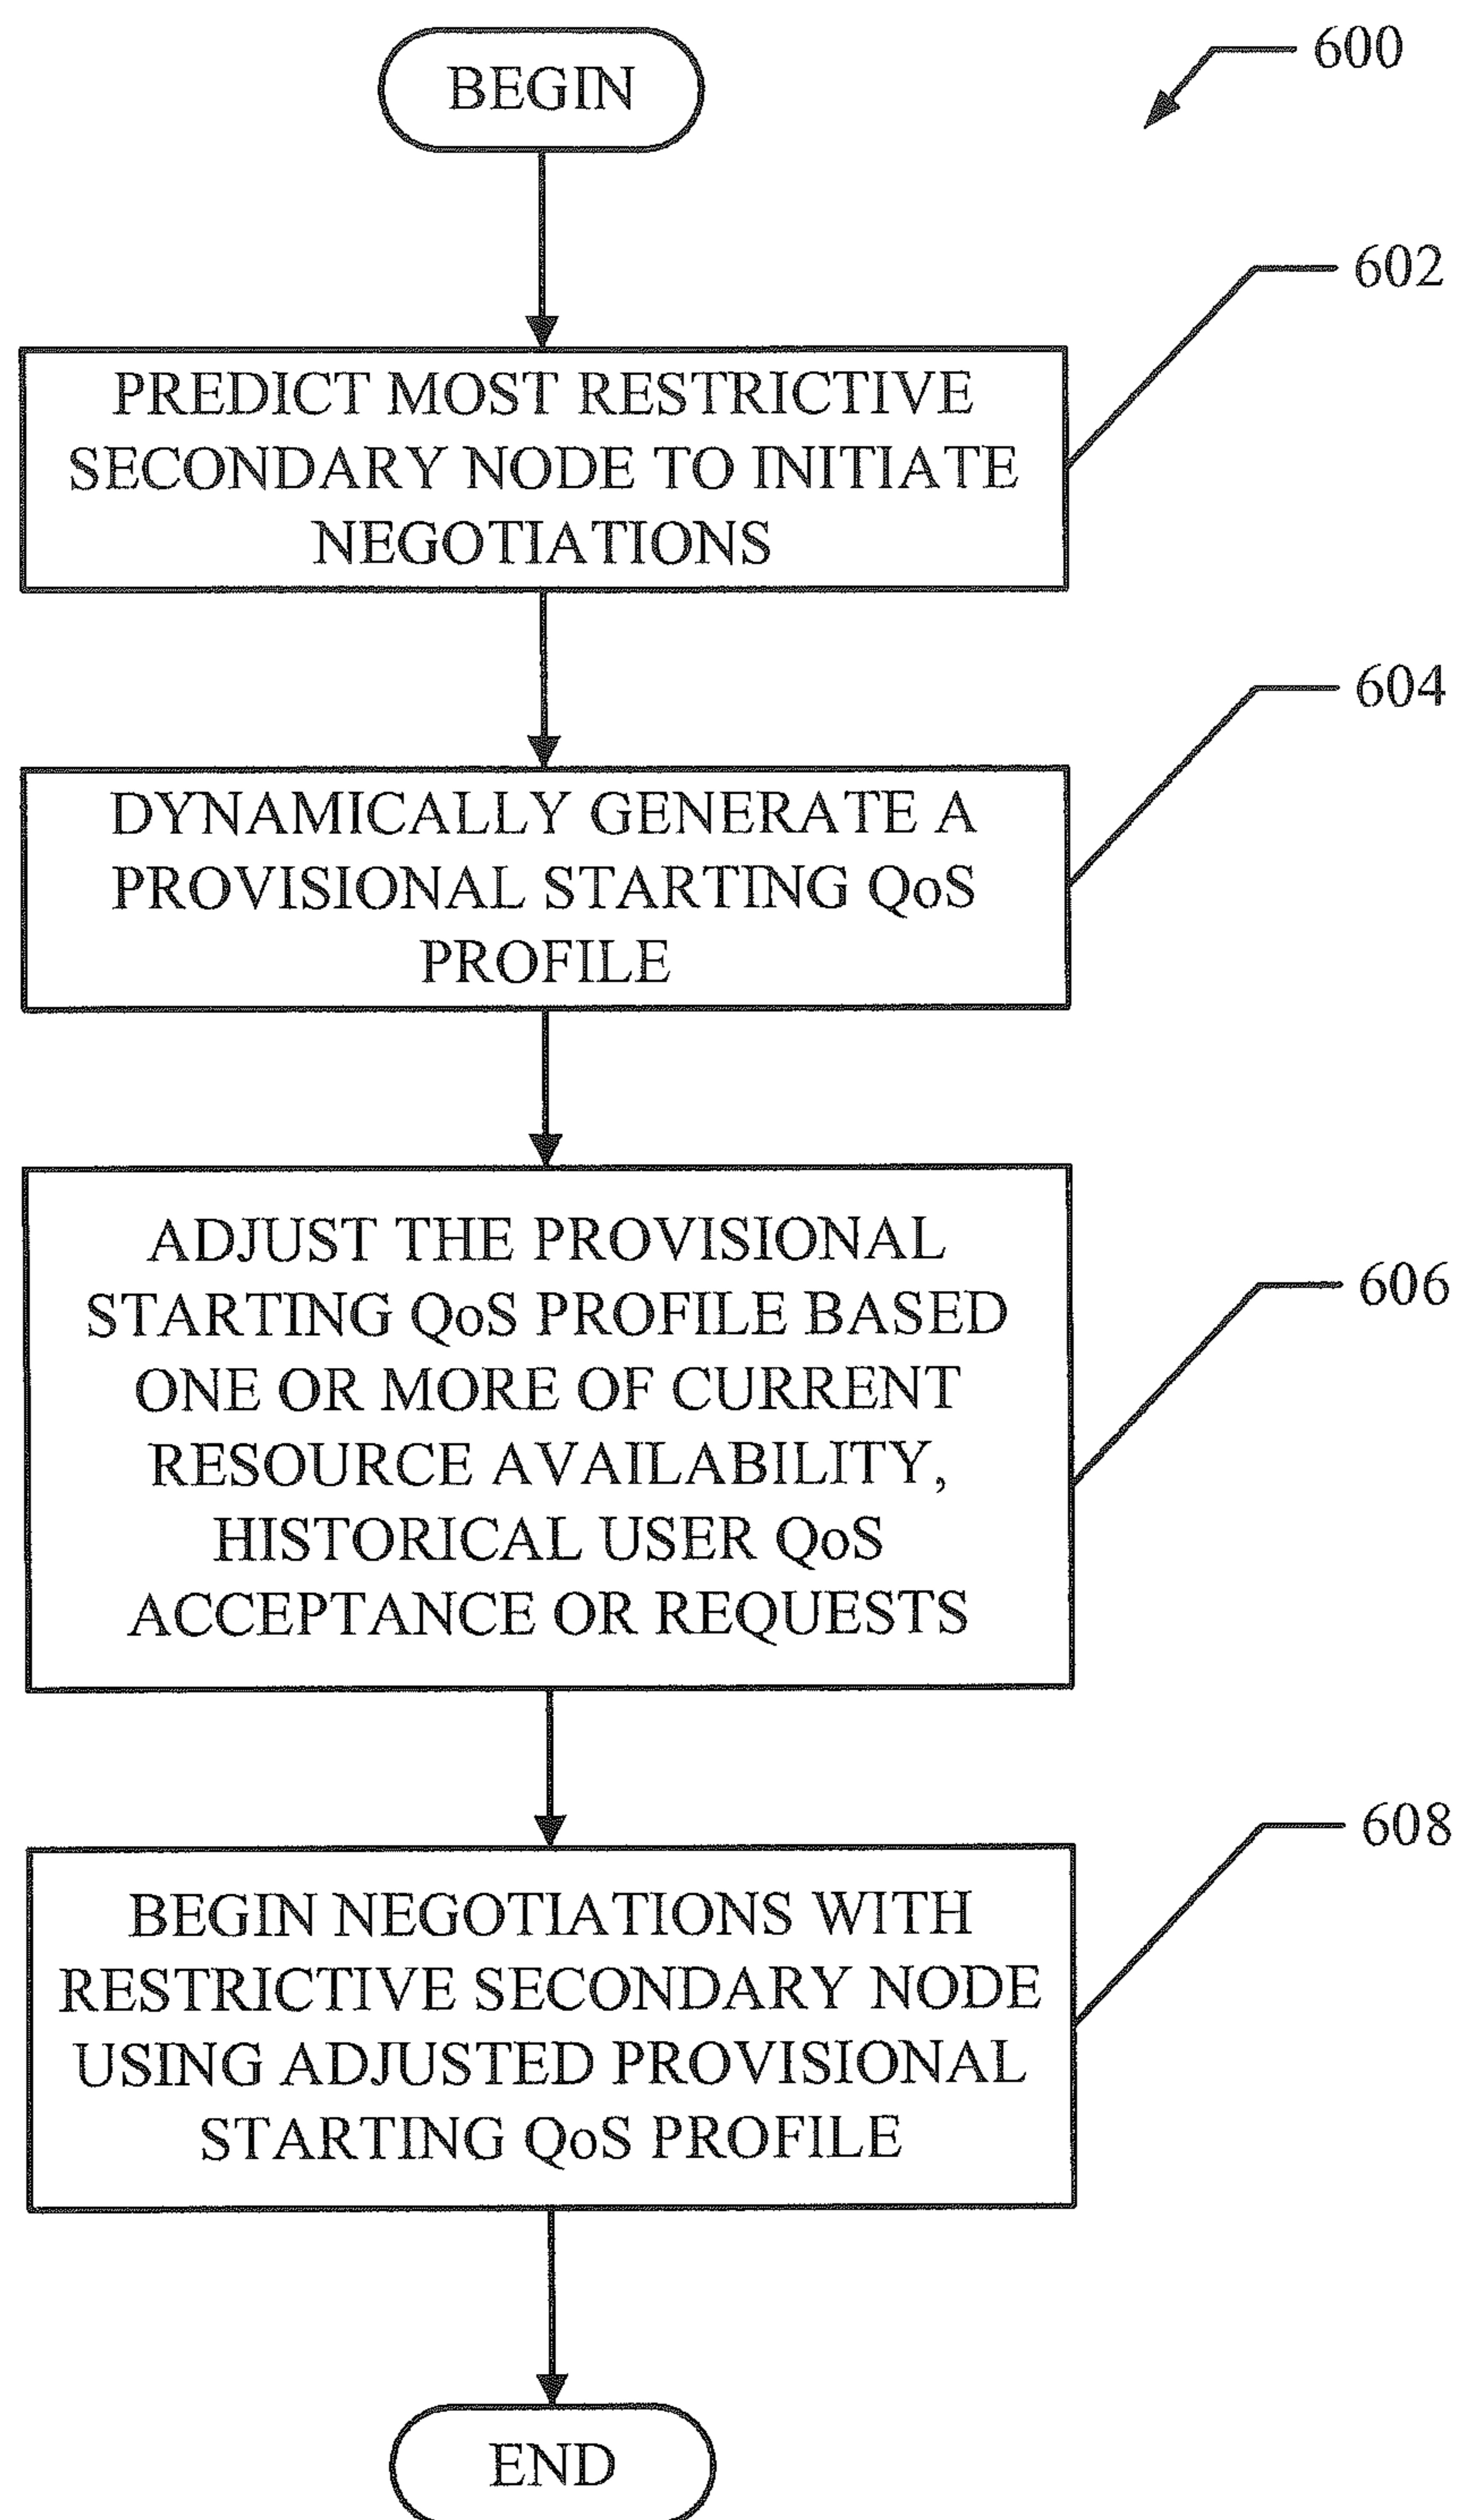 BEGIN
600
602
PREDICT MOST RESTRICTIVE
SECONDARY NODE TO INITIATE
NEGOTIATIONS
604
DYNAMICALLY GENERATE A
PROVISIONAL STARTING QoS
PROFILE
606
ADJUST THE PROVISIONAL
STARTING QoS PROFILE BASED
ONE OR MORE OF CURRENT
RESOURCE AVAILABILITY,
HISTORICAL USER QoS
ACCEPTANCE OR REQUESTS
608
BEGIN NEGOTIATIONS WITH
RESTRICTIVE SECONDARY NODE
USING ADJUSTED PROVISIONAL
STARTING QoS PROFILE
END